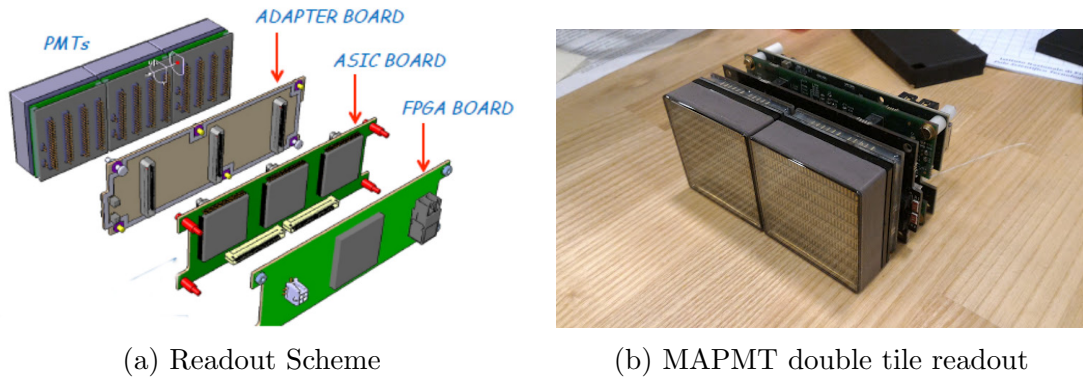 ADAPTER BOARD
PMTs
ASIC BOARD
FPGA BOARD
(a) Readout Scheme
(b) MAPMT double tile readout